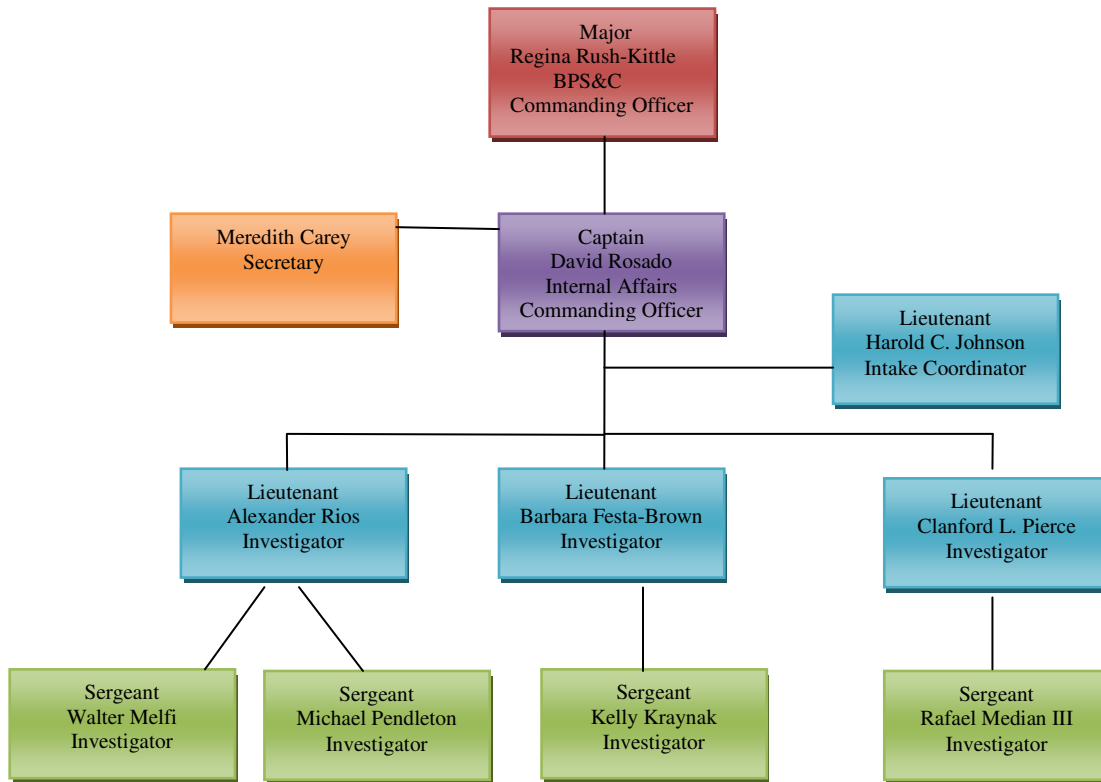 Major
Regina Rush-Kittle
BPS&C
Commanding Officer
Meredith Carey
Secretary
Captain
David Rosado
Internal Affairs
Commanding Officer
Lieutenant
Harold C. Johnson
Intake Coordinator
Lieutenant
Alexander Rios
Investigator
Lieutenant
Barbara Festa-Brown
Investigator
Lieutenant
Clanford L. Pierce
Investigator
Sergeant
Walter Melfi
Investigator
Sergeant
Michael Pendleton
Investigator
Sergeant
Kelly Kraynak
Investigator
Sergeant
Rafael Median III
Investigator